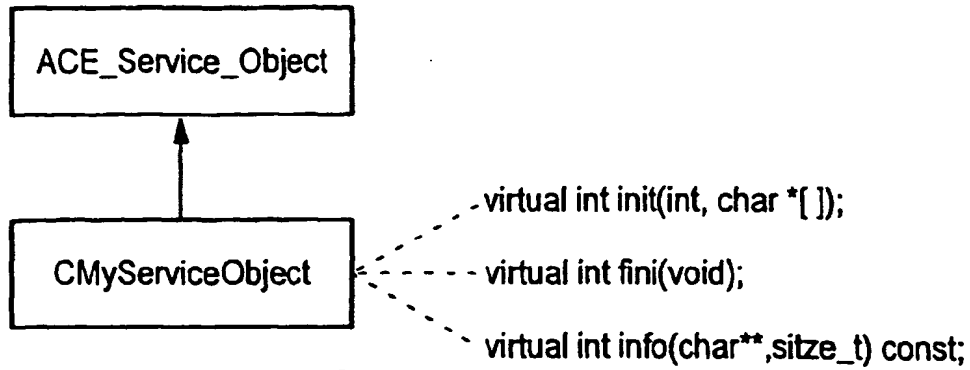 ACE_Service_Object
virtual int init(int, char *[ ]);
CMyServiceObject
virtual int fini(void);
virtual int info(char**,sitze_t) const;